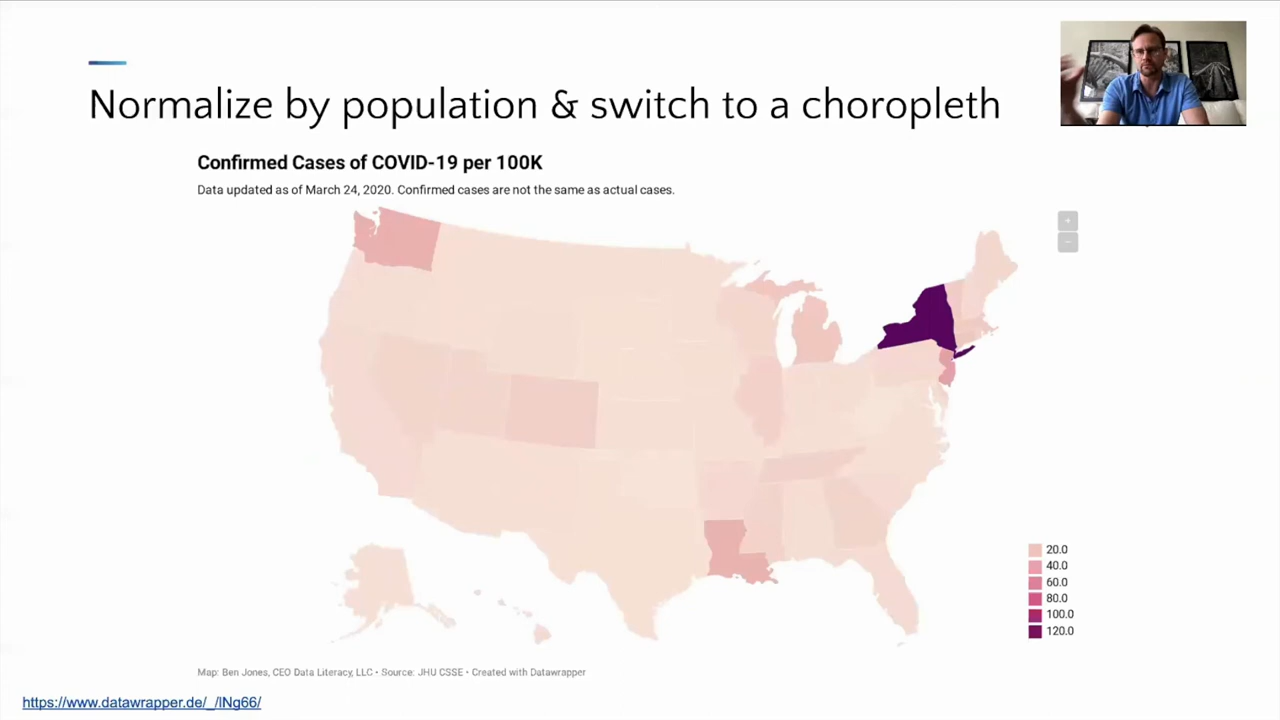 Normalize by population & switch to a choropleth
Confirmed Cases of COVID-19 per 100K
Data updated as of March 24, 2020. Confirmed cases are not the same as actual cases.
+
−
20.0
40.0
60.0
80.0
100.0
120.0
Map: Ben Jones, CEO Data Literacy, LLC • Source: JHU CSSE • Created with Datawrapper
https://www.datawrapper.de/_/lNg66/